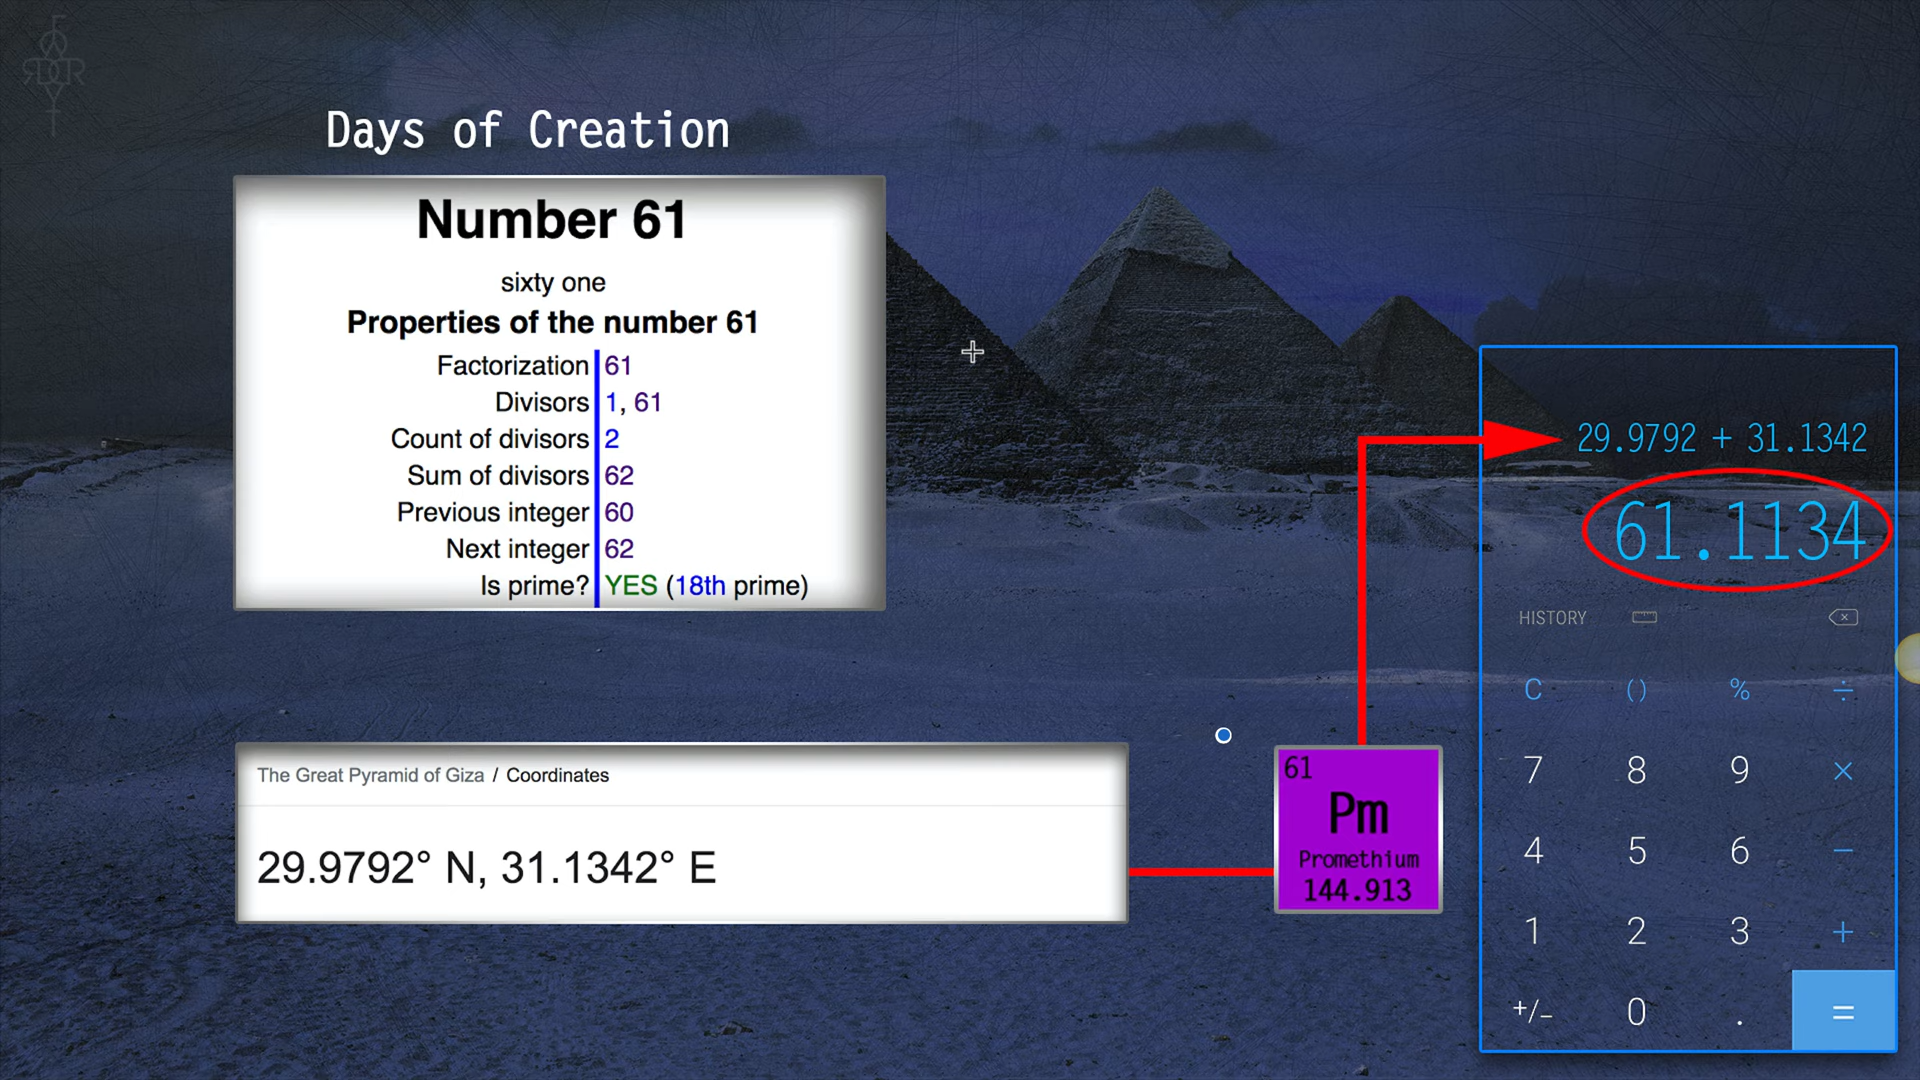 Days of Creation
Number 61
sixty one
Properties of the number 61
Factorization 61
Divisors 1, 61
Count of divisors 2
Sum of divisors 62
Previous integer 60
Next integer 62
Is prime? YES (18th prime)
The Great Pyramid of Giza / Coordinates
29.9792° N, 31.1342° E
61
Pm
Promethium
144.913
29.9792 + 31.1342
61.1134
HISTORY
C () % ÷
7 8 9 ×
4 5 6 −
1 2 3 +
+/− 0 . =